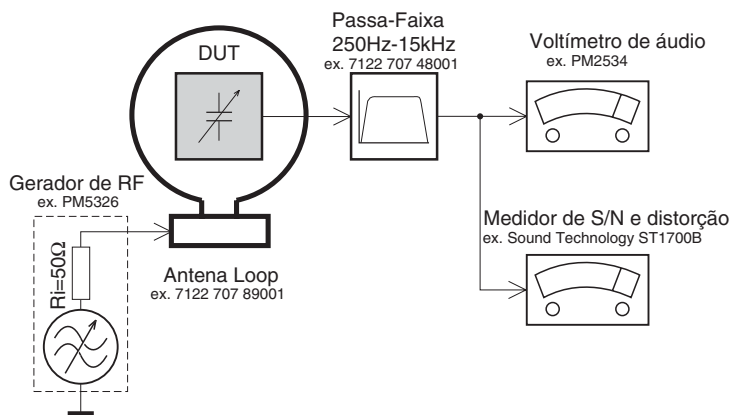 Passa-Faixa
250Hz-15kHz
ex. 7122 707 48001
DUT
Voltímetro de áudio
ex. PM2534
Gerador de RF
ex. PM5326
Ri=50Ω
Antena Loop
ex. 7122 707 89001
Medidor de S/N e distorção
ex. Sound Technology ST1700B